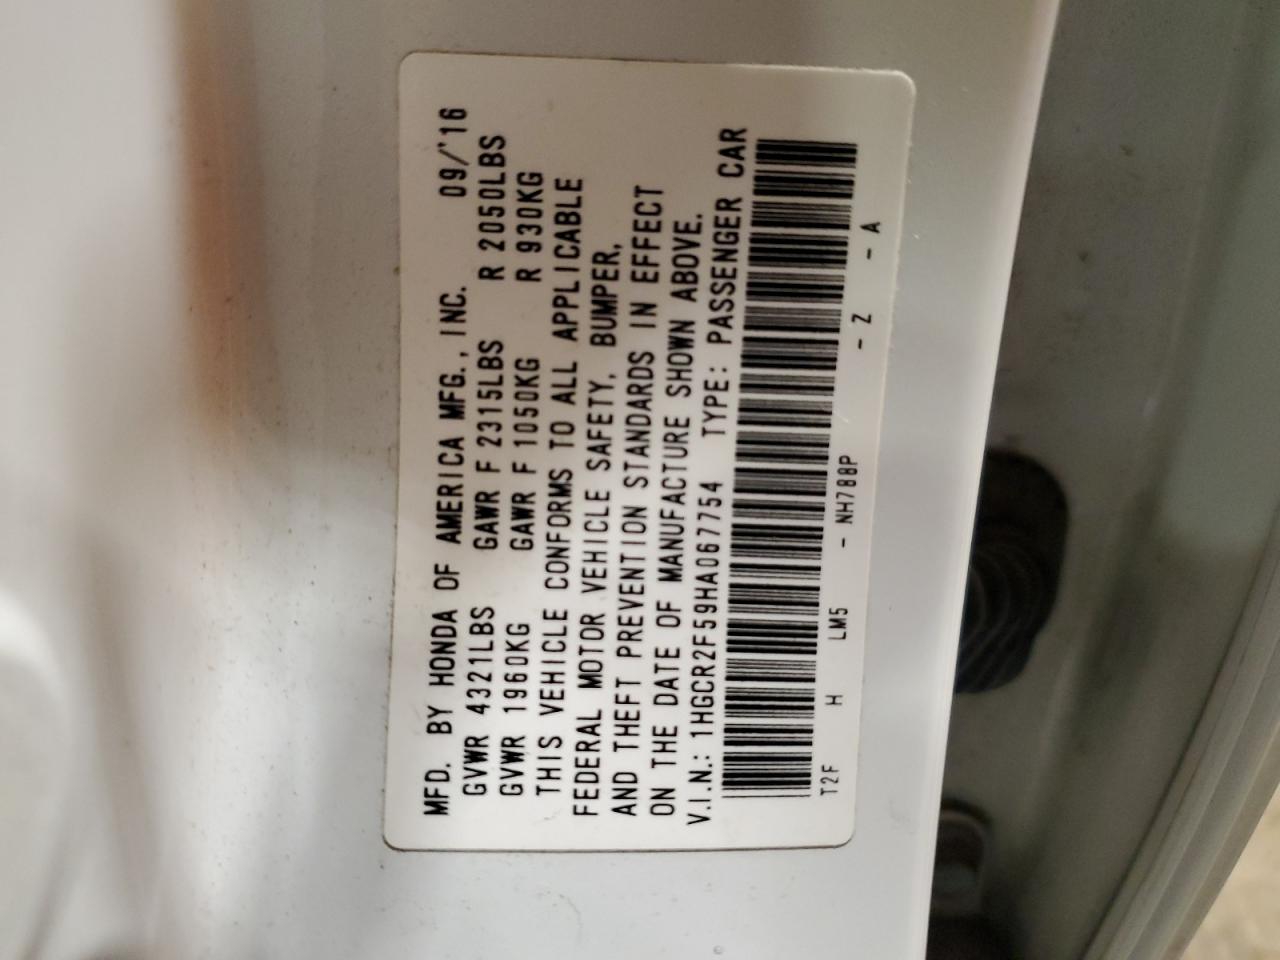 MFD. BY HONDA OF AMERICA MFG., INC. 09/'16
GVWR 4321LBS GAWR F 2315LBS R 2050LBS
GVWR 1960KG GAWR F 1050KG R 930KG
THIS VEHICLE CONFORMS TO ALL APPLICABLE
FEDERAL MOTOR VEHICLE SAFETY, BUMPER,
AND THEFT PREVENTION STANDARDS IN EFFECT
ON THE DATE OF MANUFACTURE SHOWN ABOVE.
V.I.N.: 1HGCR2F59HA067754 TYPE: PASSENGER CAR
T2F H LM5 - NH788P - Z - A